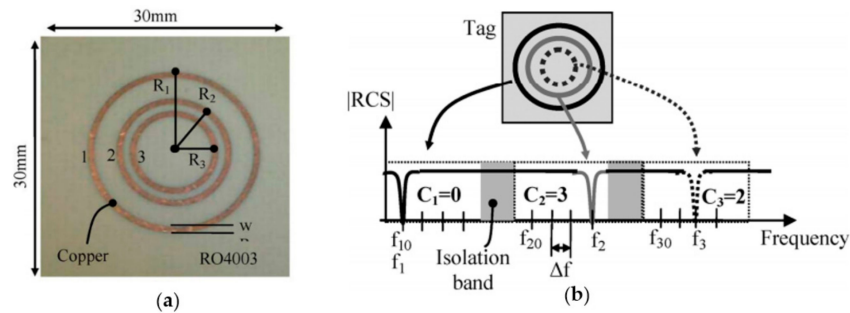 30mm
30mm
R1
R2
R3
1 2 3
W
Copper
RO4003
(a)
Tag
|RCS|
C1=0
C2=3
C3=2
f10
f1
f20
f2
f30
f3
Frequency
Isolation
band
Δf
(b)